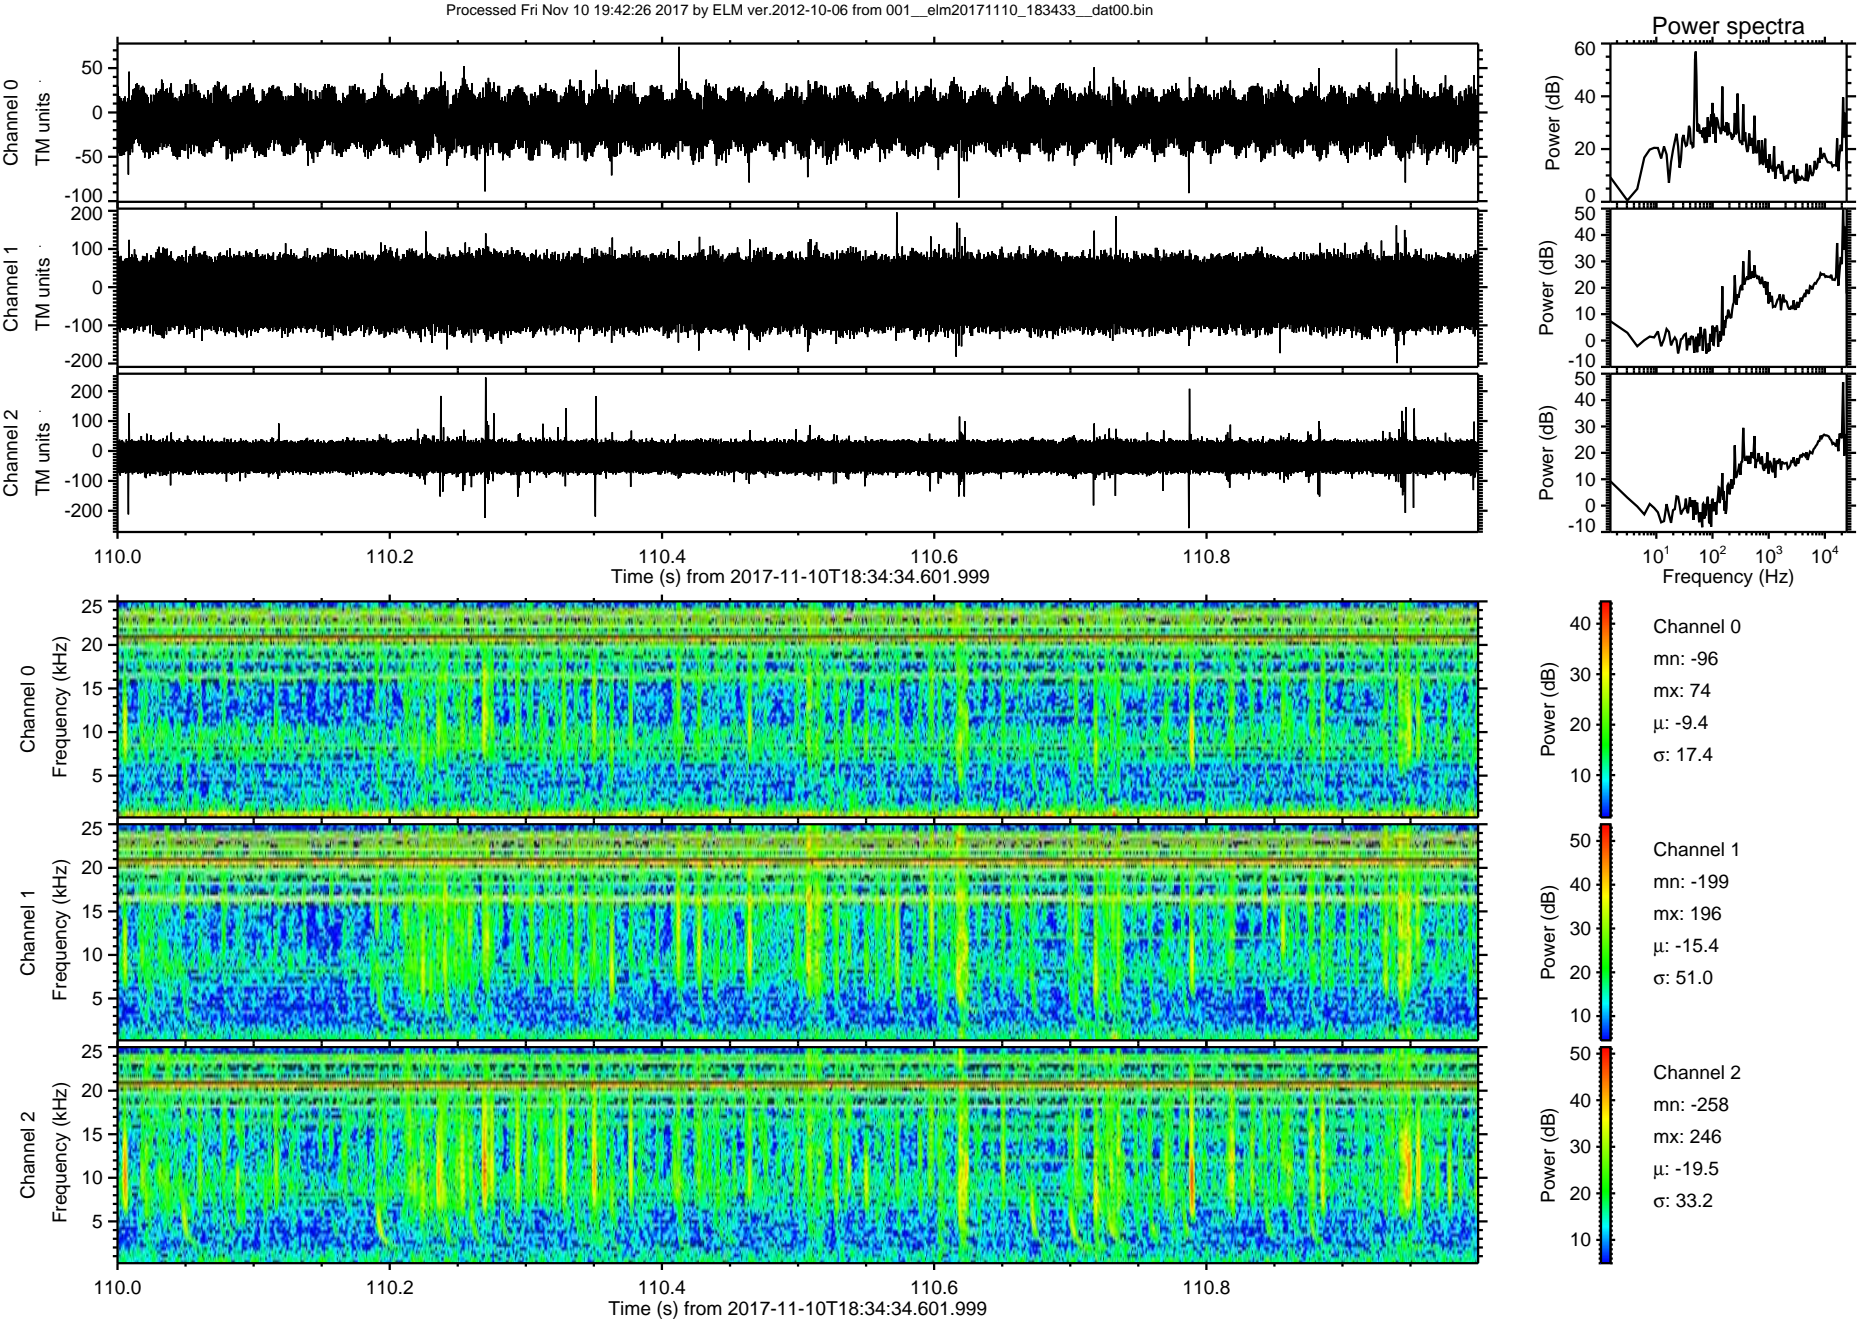 Processed Fri Nov 10 19:42:26 2017 by ELM ver.2012-10-06 from 001__elm20171110_183433__dat00.bin
Power spectra
Channel 0
TM units
50
0
-50
-100
Power (dB)
60
40
20
0
Channel 1
TM units
200
100
0
-100
-200
Power (dB)
50
40
30
20
10
0
-10
Channel 2
TM units
200
100
0
-100
-200
Power (dB)
50
40
30
20
10
0
-10
110.0 110.2 110.4 110.6 110.8
Time (s) from 2017-11-10T18:34:34.601.999
10¹ 10² 10³ 10⁴
Frequency (Hz)
Channel 0
Frequency (kHz)
25
20
15
10
5
Power (dB)
40
30
20
10
Channel 0
mn: -96
mx: 74
μ: -9.4
σ: 17.4
Channel 1
Frequency (kHz)
25
20
15
10
5
Power (dB)
50
40
30
20
10
Channel 1
mn: -199
mx: 196
μ: -15.4
σ: 51.0
Channel 2
Frequency (kHz)
25
20
15
10
5
Power (dB)
50
40
30
20
10
Channel 2
mn: -258
mx: 246
μ: -19.5
σ: 33.2
110.0 110.2 110.4 110.6 110.8
Time (s) from 2017-11-10T18:34:34.601.999